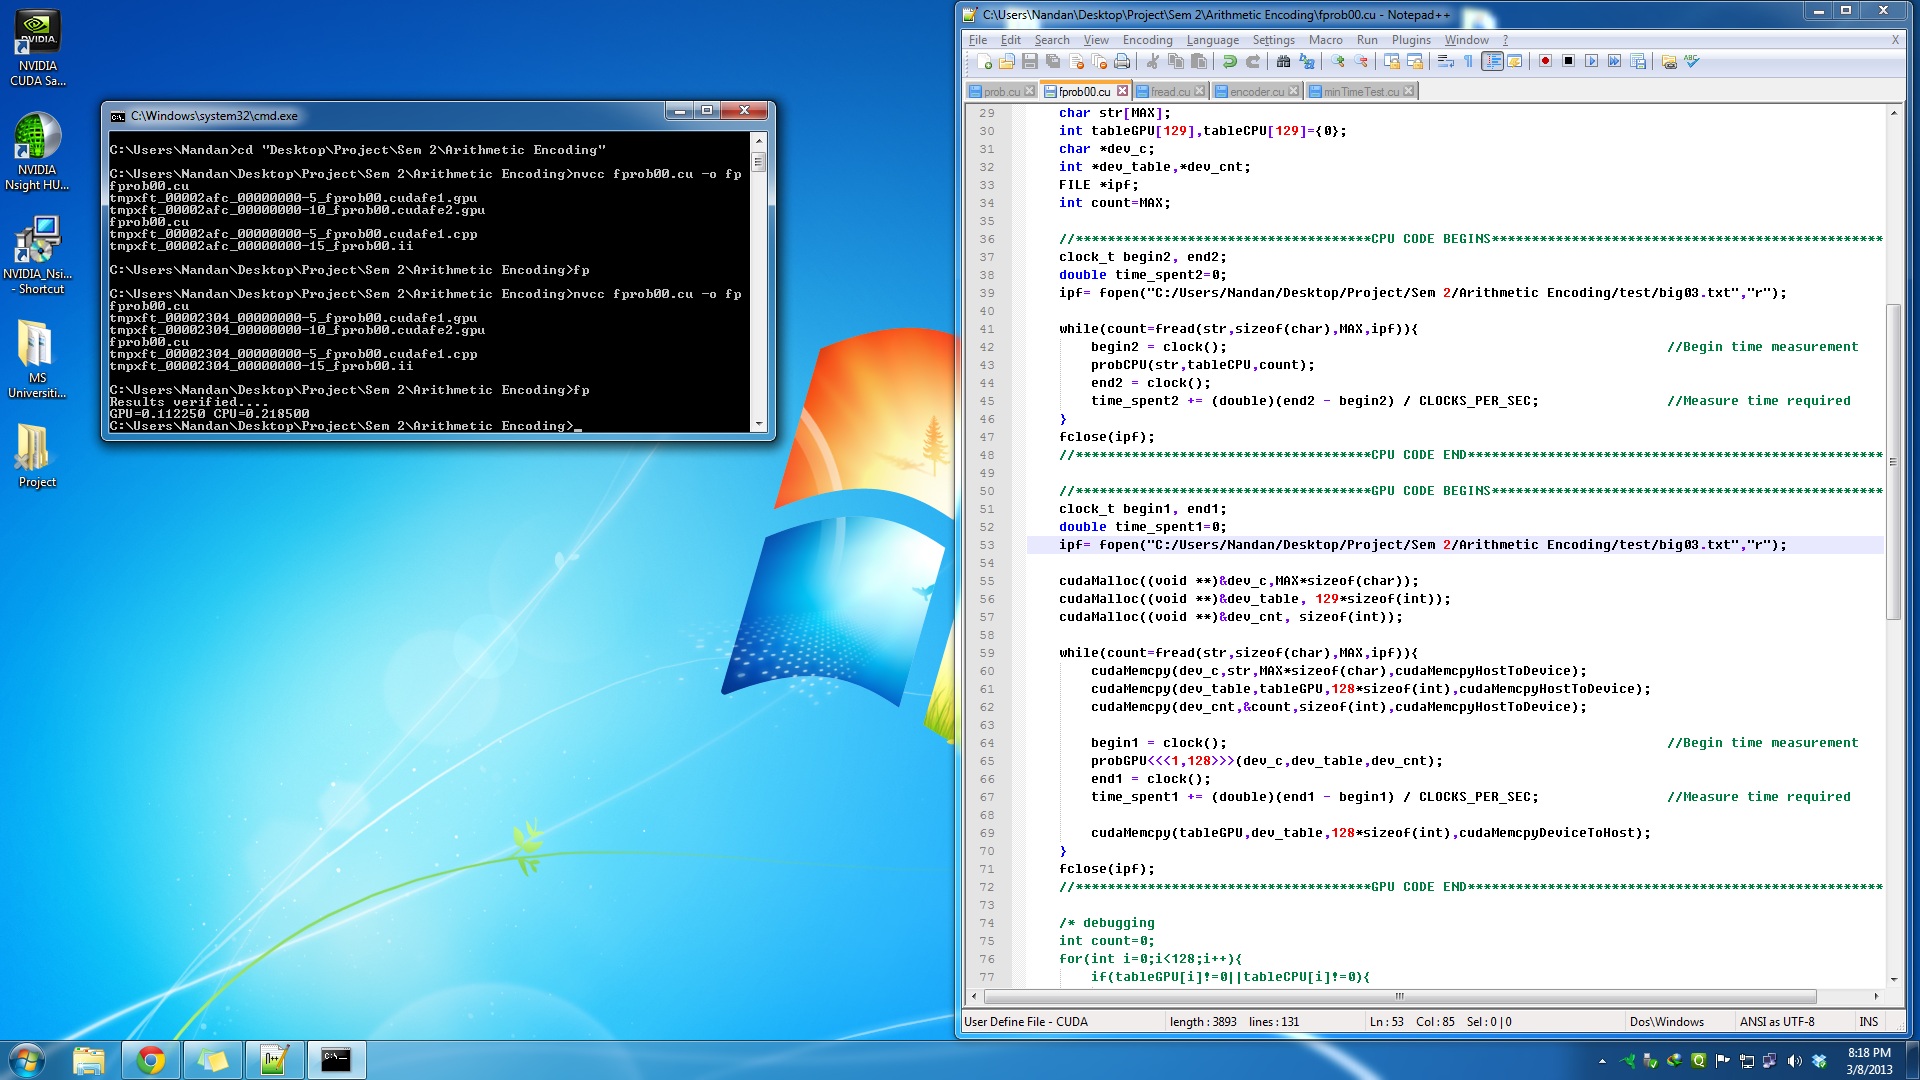 NVIDIA
CUDA Sa...
NVIDIA
Nsight HU...
NVIDIA_Nsi...
- Shortcut
MS
Universiti...
Project
C:\Windows\system32\cmd.exe
C:\Users\Nandan>cd "Desktop\Project\Sem 2\Arithmetic Encoding"
C:\Users\Nandan\Desktop\Project\Sem 2\Arithmetic Encoding>nvcc fprob00.cu -o fp
fprob00.cu
tmpxft_00002afc_00000000-5_fprob00.cudafe1.gpu
tmpxft_00002afc_00000000-10_fprob00.cudafe2.gpu
fprob00.cu
tmpxft_00002afc_00000000-5_fprob00.cudafe1.cpp
tmpxft_00002afc_00000000-15_fprob00.ii
C:\Users\Nandan\Desktop\Project\Sem 2\Arithmetic Encoding>fp
C:\Users\Nandan\Desktop\Project\Sem 2\Arithmetic Encoding>nvcc fprob00.cu -o fp
fprob00.cu
tmpxft_00002304_00000000-5_fprob00.cudafe1.gpu
tmpxft_00002304_00000000-10_fprob00.cudafe2.gpu
fprob00.cu
tmpxft_00002304_00000000-5_fprob00.cudafe1.cpp
tmpxft_00002304_00000000-15_fprob00.ii
C:\Users\Nandan\Desktop\Project\Sem 2\Arithmetic Encoding>fp
Results verified....
GPU=0.112250 CPU=0.218500
C:\Users\Nandan\Desktop\Project\Sem 2\Arithmetic Encoding>_
C:\Users\Nandan\Desktop\Project\Sem 2\Arithmetic Encoding\fprob00.cu - Notepad++
File Edit Search View Encoding Language Settings Macro Run Plugins Window ? X
prob.cu fprob00.cu fread.cu encoder.cu minTimeTest.cu
29 char str[MAX];
30 int tableGPU[129],tableCPU[129]={0};
31 char *dev_c;
32 int *dev_table,*dev_cnt;
33 FILE *ipf;
34 int count=MAX;
35
36 //*************************************CPU CODE BEGINS*************************************************
37 clock_t begin2, end2;
38 double time_spent2=0;
39 ipf= fopen("C:/Users/Nandan/Desktop/Project/Sem 2/Arithmetic Encoding/test/big03.txt","r");
40
41 while(count=fread(str,sizeof(char),MAX,ipf)){
42 begin2 = clock(); //Begin time measurement
43 probCPU(str,tableCPU,count);
44 end2 = clock();
45 time_spent2 += (double)(end2 - begin2) / CLOCKS_PER_SEC; //Measure time required
46 }
47 fclose(ipf);
48 //*************************************CPU CODE END****************************************************
49
50 //*************************************GPU CODE BEGINS*************************************************
51 clock_t begin1, end1;
52 double time_spent1=0;
53 ipf= fopen("C:/Users/Nandan/Desktop/Project/Sem 2/Arithmetic Encoding/test/big03.txt","r");
54
55 cudaMalloc((void **)&dev_c,MAX*sizeof(char));
56 cudaMalloc((void **)&dev_table, 129*sizeof(int));
57 cudaMalloc((void **)&dev_cnt, sizeof(int));
58
59 while(count=fread(str,sizeof(char),MAX,ipf)){
60 cudaMemcpy(dev_c,str,MAX*sizeof(char),cudaMemcpyHostToDevice);
61 cudaMemcpy(dev_table,tableGPU,128*sizeof(int),cudaMemcpyHostToDevice);
62 cudaMemcpy(dev_cnt,&count,sizeof(int),cudaMemcpyHostToDevice);
63
64 begin1 = clock(); //Begin time measurement
65 probGPU<<<1,128>>>(dev_c,dev_table,dev_cnt);
66 end1 = clock();
67 time_spent1 += (double)(end1 - begin1) / CLOCKS_PER_SEC; //Measure time required
68
69 cudaMemcpy(tableGPU,dev_table,128*sizeof(int),cudaMemcpyDeviceToHost);
70 }
71 fclose(ipf);
72 //*************************************GPU CODE END****************************************************
73
74 /* debugging
75 int count=0;
76 for(int i=0;i<128;i++){
77 if(tableGPU[i]!=0||tableCPU[i]!=0){
User Define File - CUDA length : 3893 lines : 131 Ln : 53 Col : 85 Sel : 0 | 0 Dos\Windows ANSI as UTF-8 INS
8:18 PM
3/8/2013